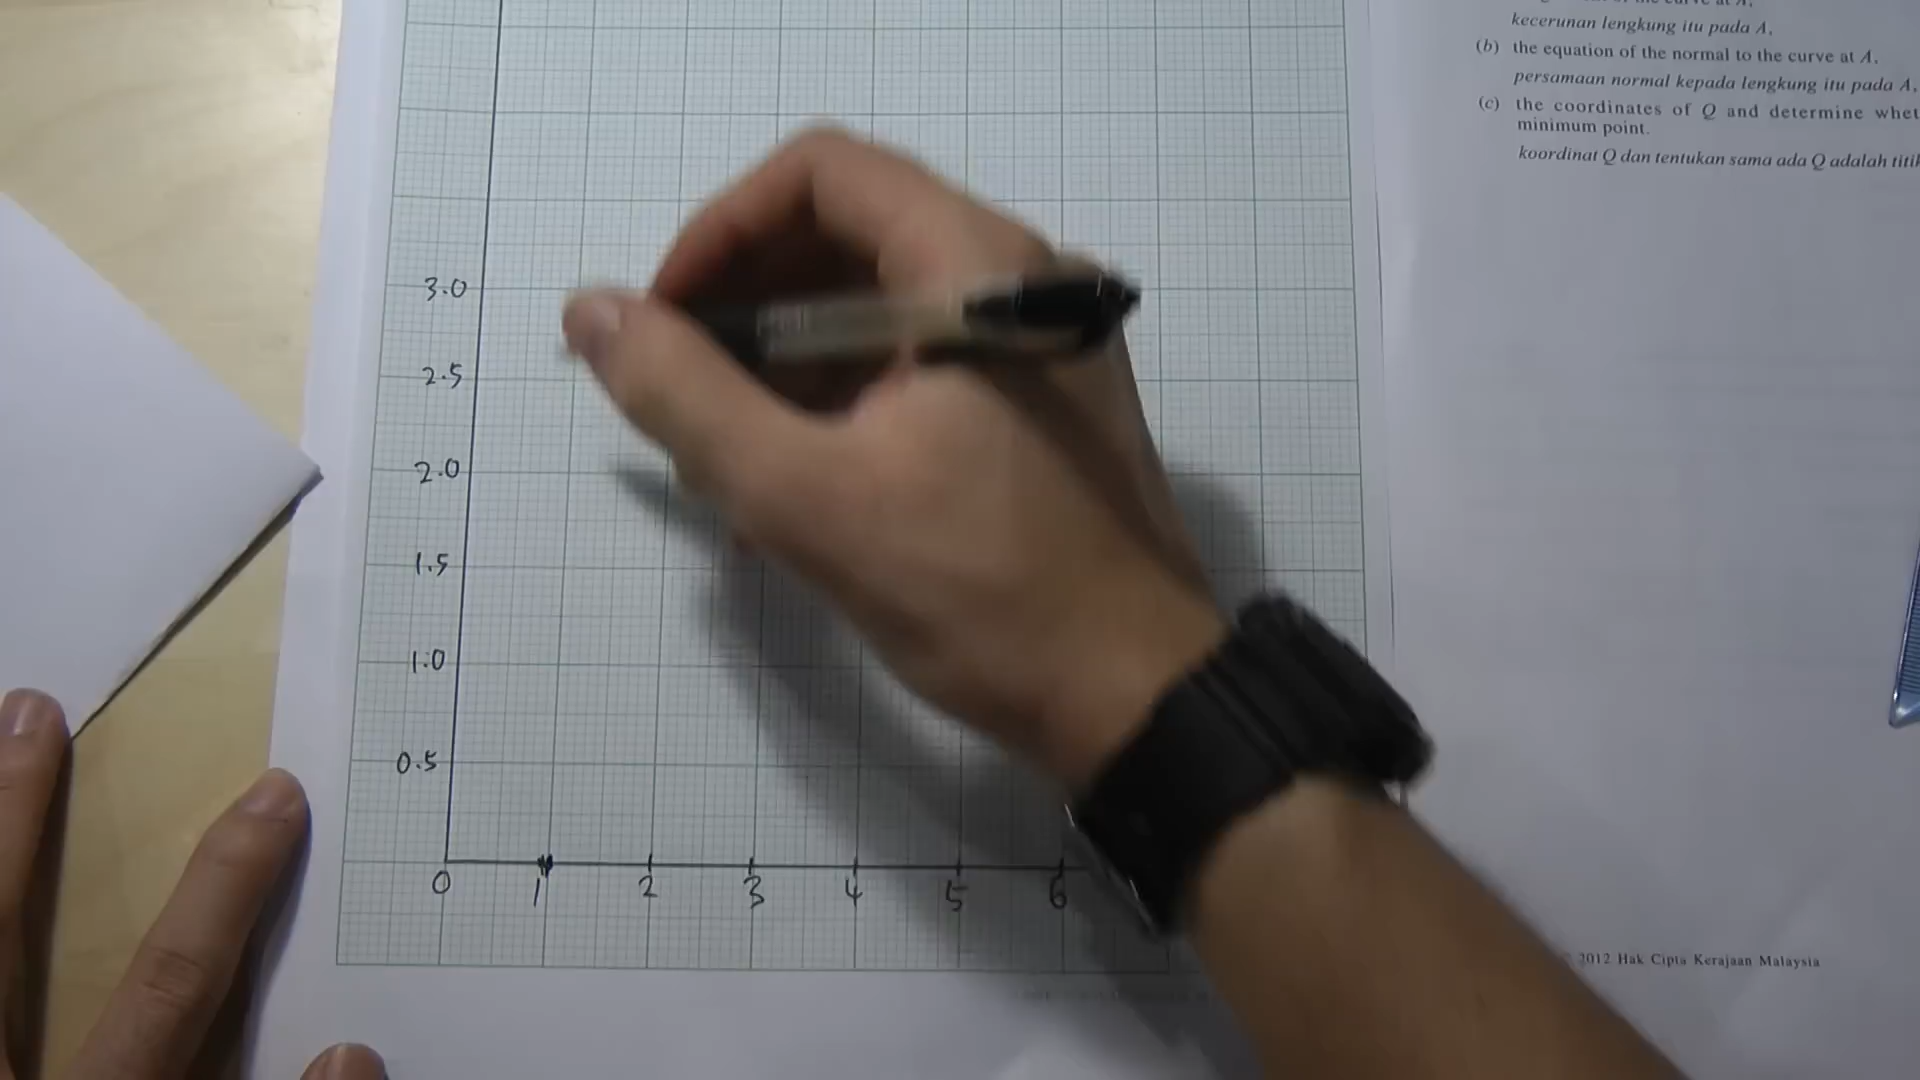 3.0
2.5
2.0
1.5
1.0
0.5
0 1 2 3 4 5 6
kecerunan lengkung itu pada A,
(b) the equation of the normal to the curve at A,
persamaan normal kepada lengkung itu pada A,
(c) the coordinates of Q and determine
minimum point.
koordinat Q dan tentukan sama ada Q adalah
2012 Hak Cipta Kerajaan Malaysia